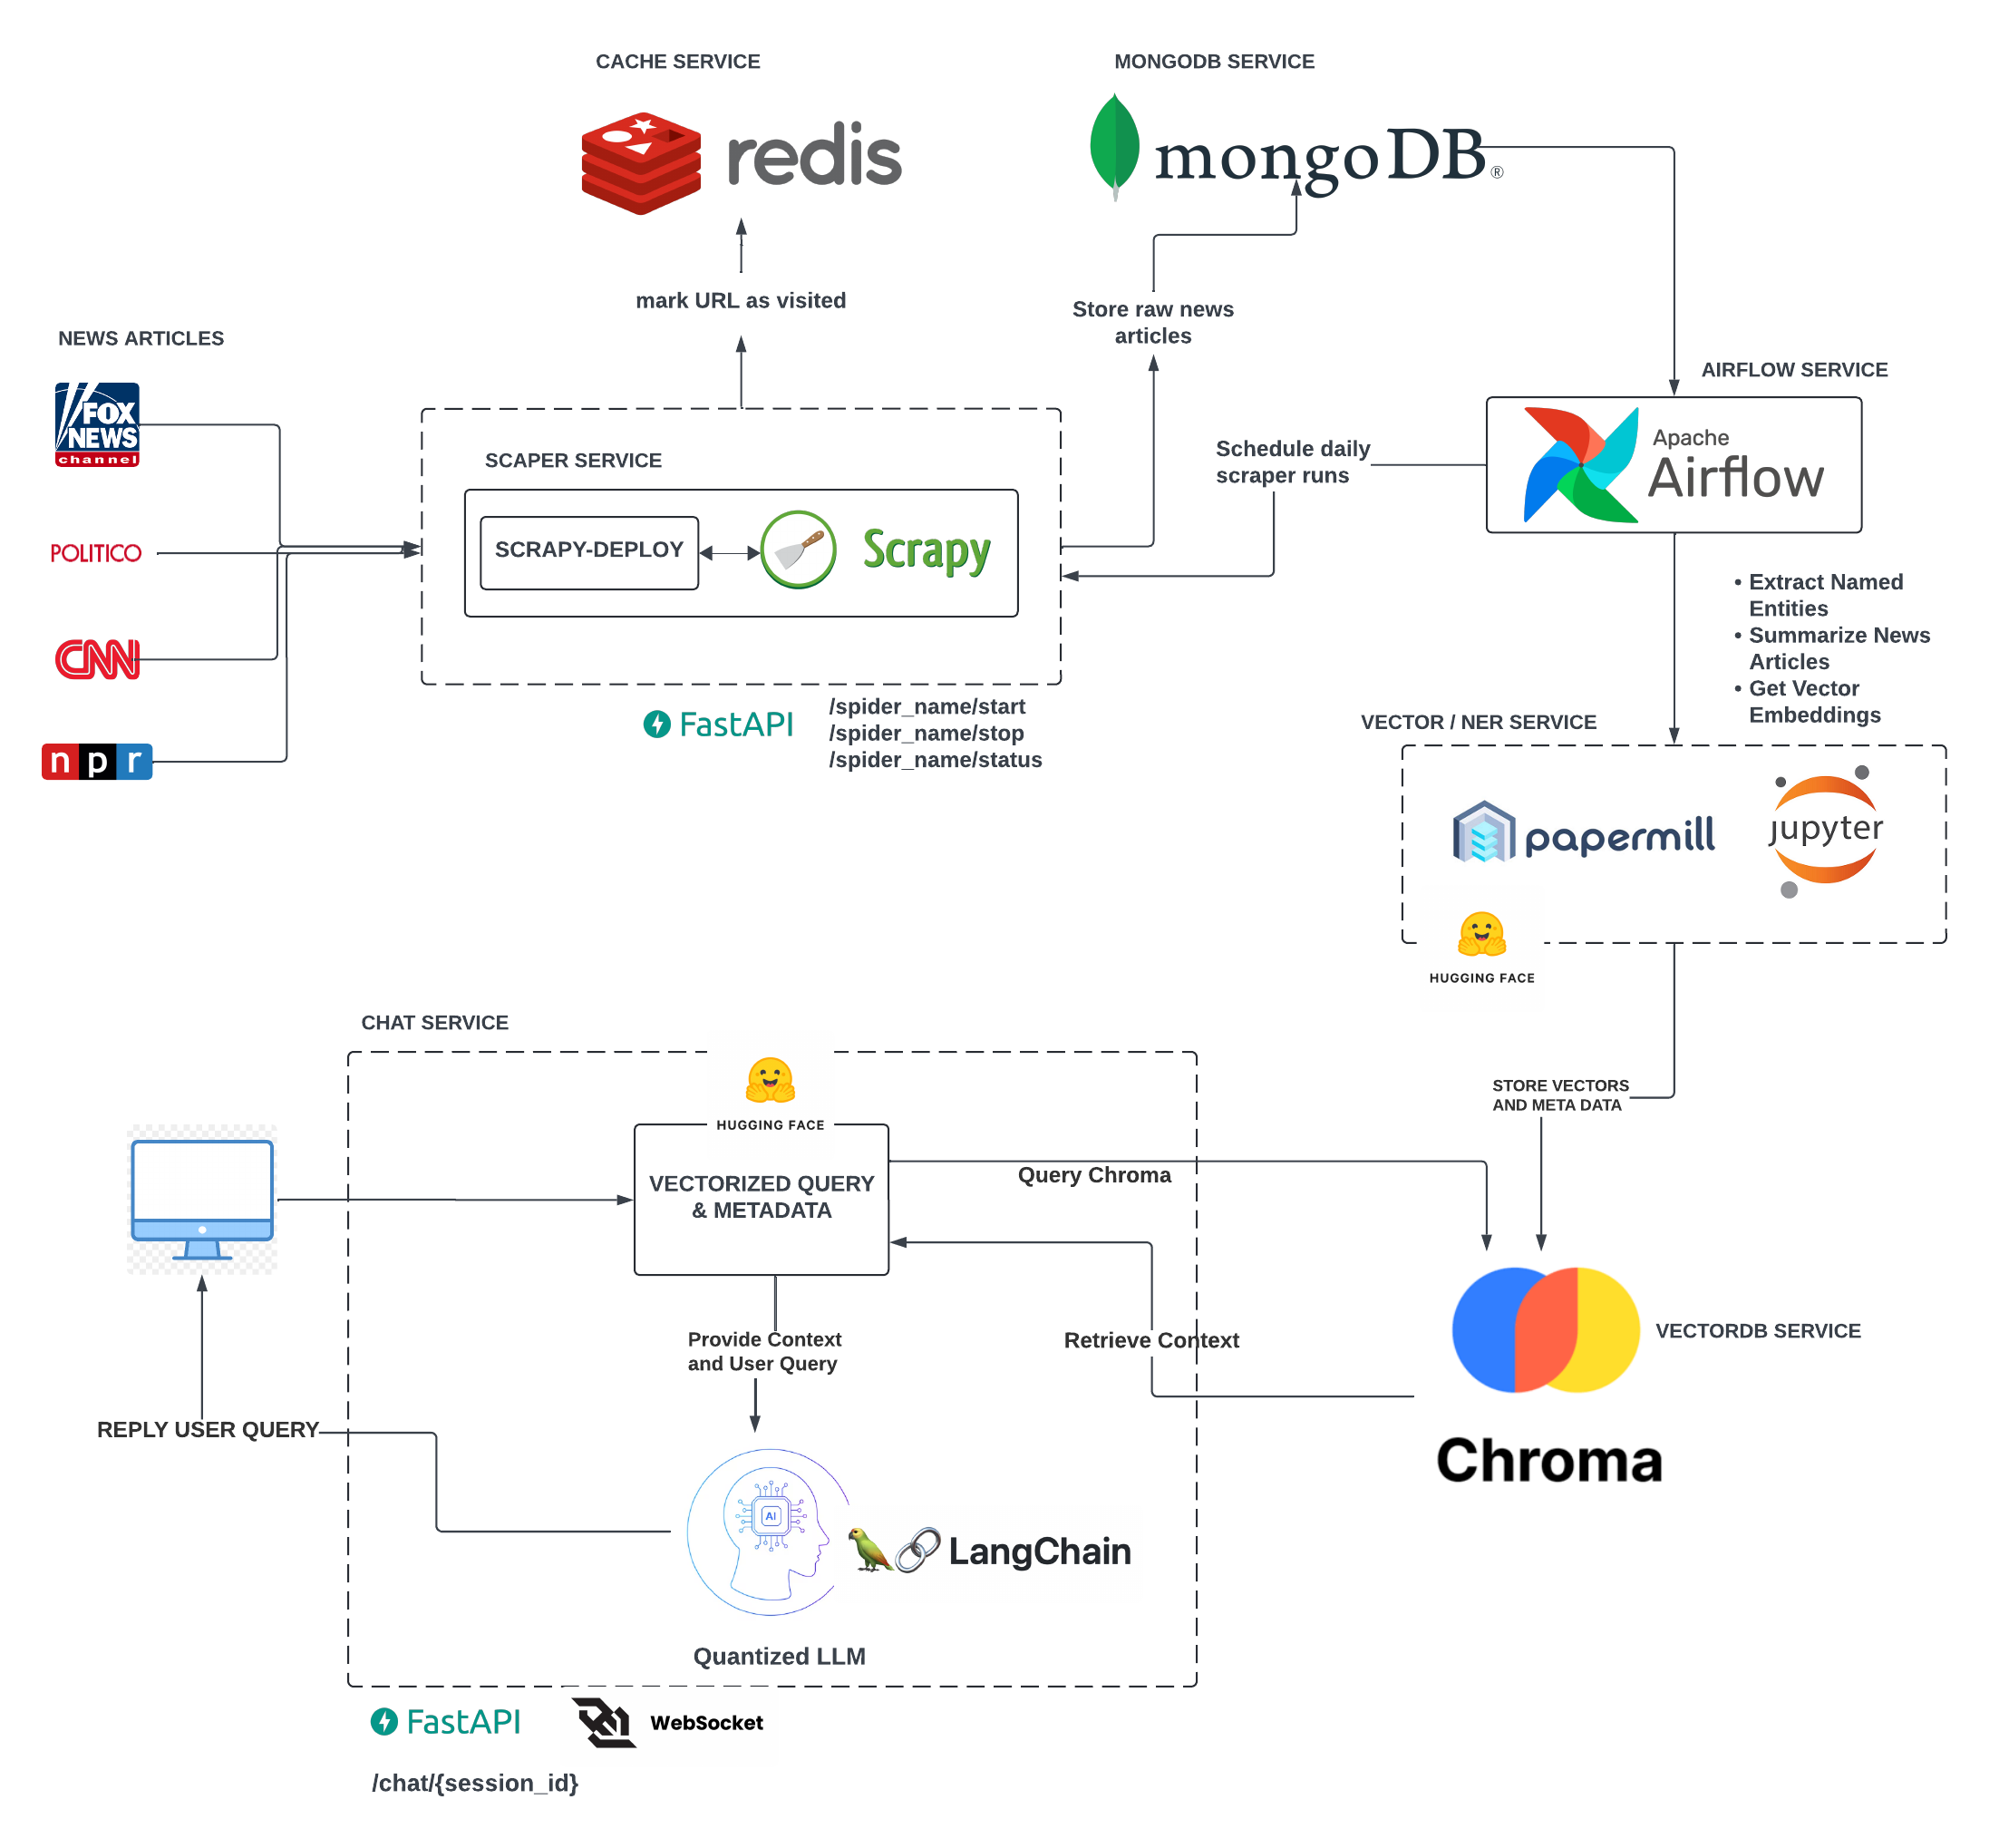 CACHE SERVICE
redis
mark URL as visited
MONGODB SERVICE
mongoDB®
Store raw news
articles
NEWS ARTICLES
FOX
NEWS
channel
POLITICO
CNN
npr
SCAPER SERVICE
SCRAPY-DEPLOY
Scrapy
FastAPI
/spider_name/start
/spider_name/stop
/spider_name/status
Schedule daily
scraper runs
AIRFLOW SERVICE
Apache
Airflow
• Extract Named
Entities
• Summarize News
Articles
• Get Vector
Embeddings
VECTOR / NER SERVICE
papermill
jupyter
HUGGING FACE
STORE VECTORS
AND META DATA
CHAT SERVICE
HUGGING FACE
VECTORIZED QUERY
& METADATA
Query Chroma
Provide Context
and User Query
Retrieve Context
VECTORDB SERVICE
Chroma
REPLY USER QUERY
AI
LangChain
Quantized LLM
FastAPI
WebSocket
/chat/{session_id}